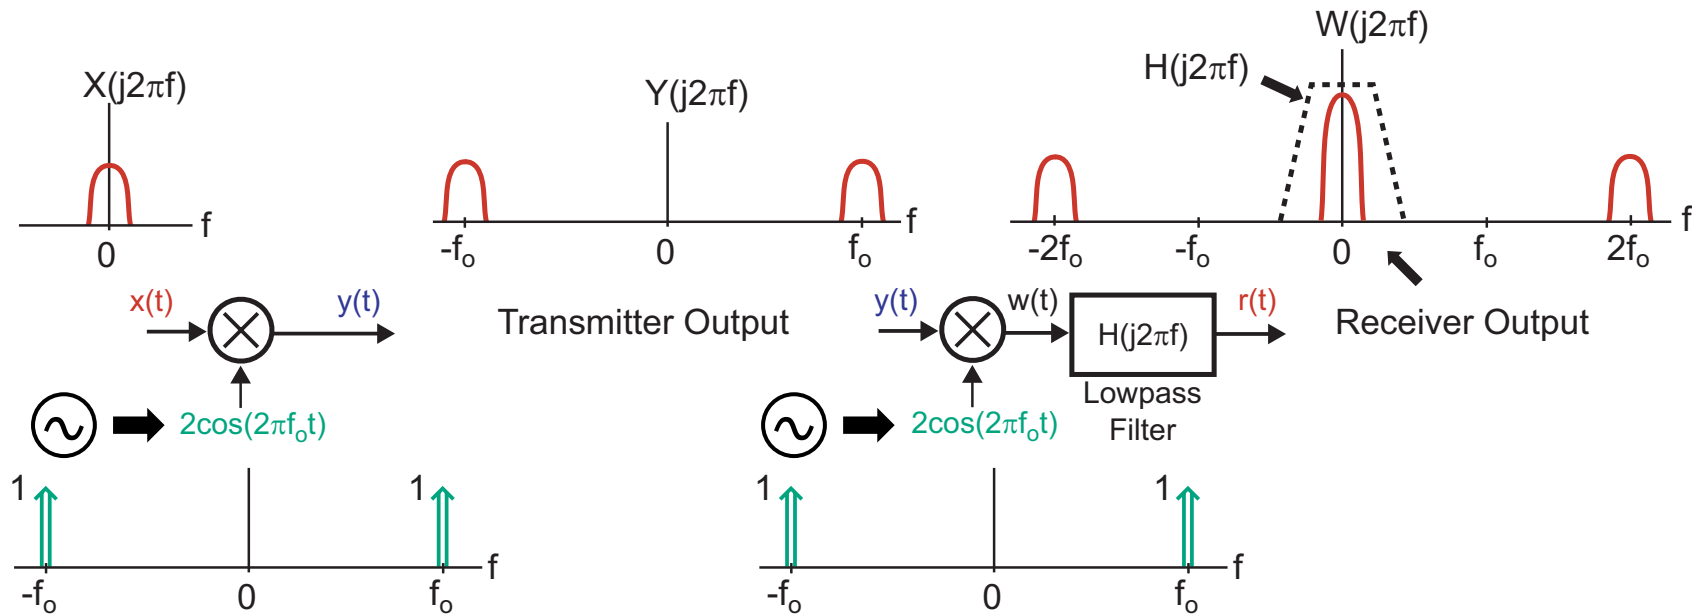 X(j2πf)
f
0
Y(j2πf)
f
-fo
0
fo
W(j2πf)
H(j2πf)
f
-2fo
-fo
0
fo
2fo
x(t)
y(t)
2cos(2πfot)
Transmitter Output
y(t)
w(t)
H(j2πf)
r(t)
Lowpass
Filter
2cos(2πfot)
Receiver Output
1
1
f
-fo
0
fo
1
1
f
-fo
0
fo